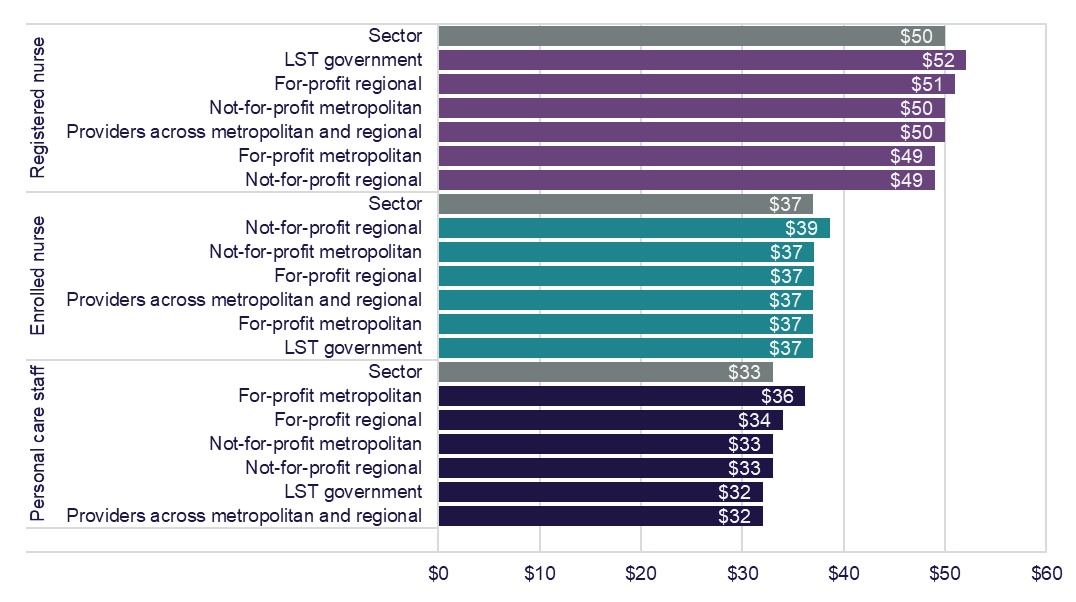 Registered nurse
Sector $50
LST government $52
For-profit regional $51
Not-for-profit metropolitan $50
Providers across metropolitan and regional $50
For-profit metropolitan $49
Not-for-profit regional $49
Enrolled nurse
Sector $37
Not-for-profit regional $39
Not-for-profit metropolitan $37
For-profit regional $37
Providers across metropolitan and regional $37
For-profit metropolitan $37
LST government $37
Personal care staff
Sector $33
For-profit metropolitan $36
For-profit regional $34
Not-for-profit metropolitan $33
Not-for-profit regional $33
LST government $32
Providers across metropolitan and regional $32
$0 $10 $20 $30 $40 $50 $60